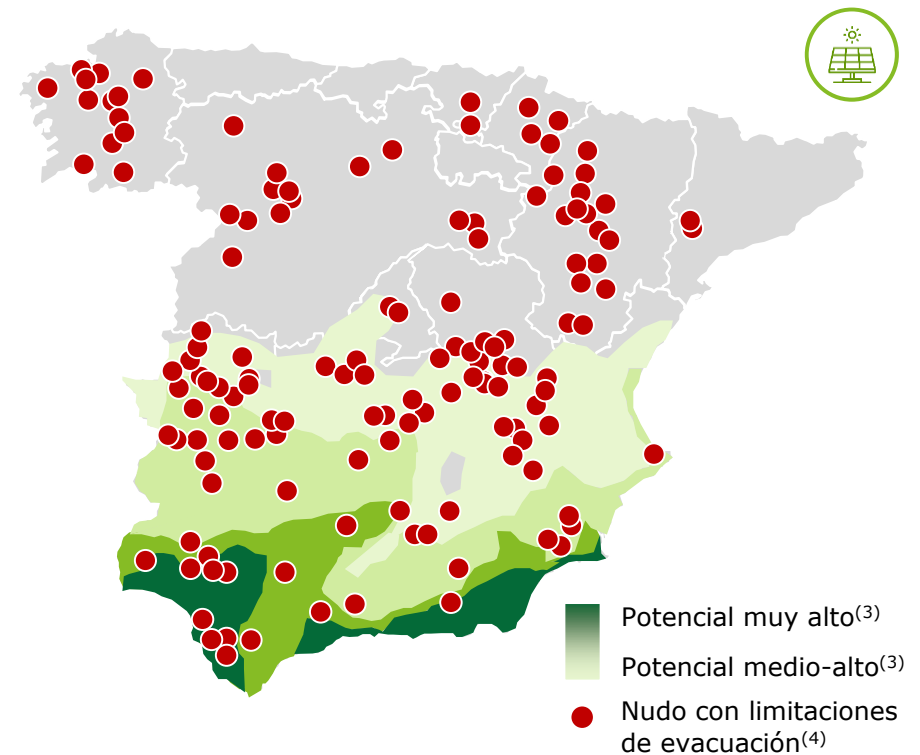 Potencial muy alto(3)
Potencial medio-alto(3)
Nudo con limitaciones
de evacuación(4)